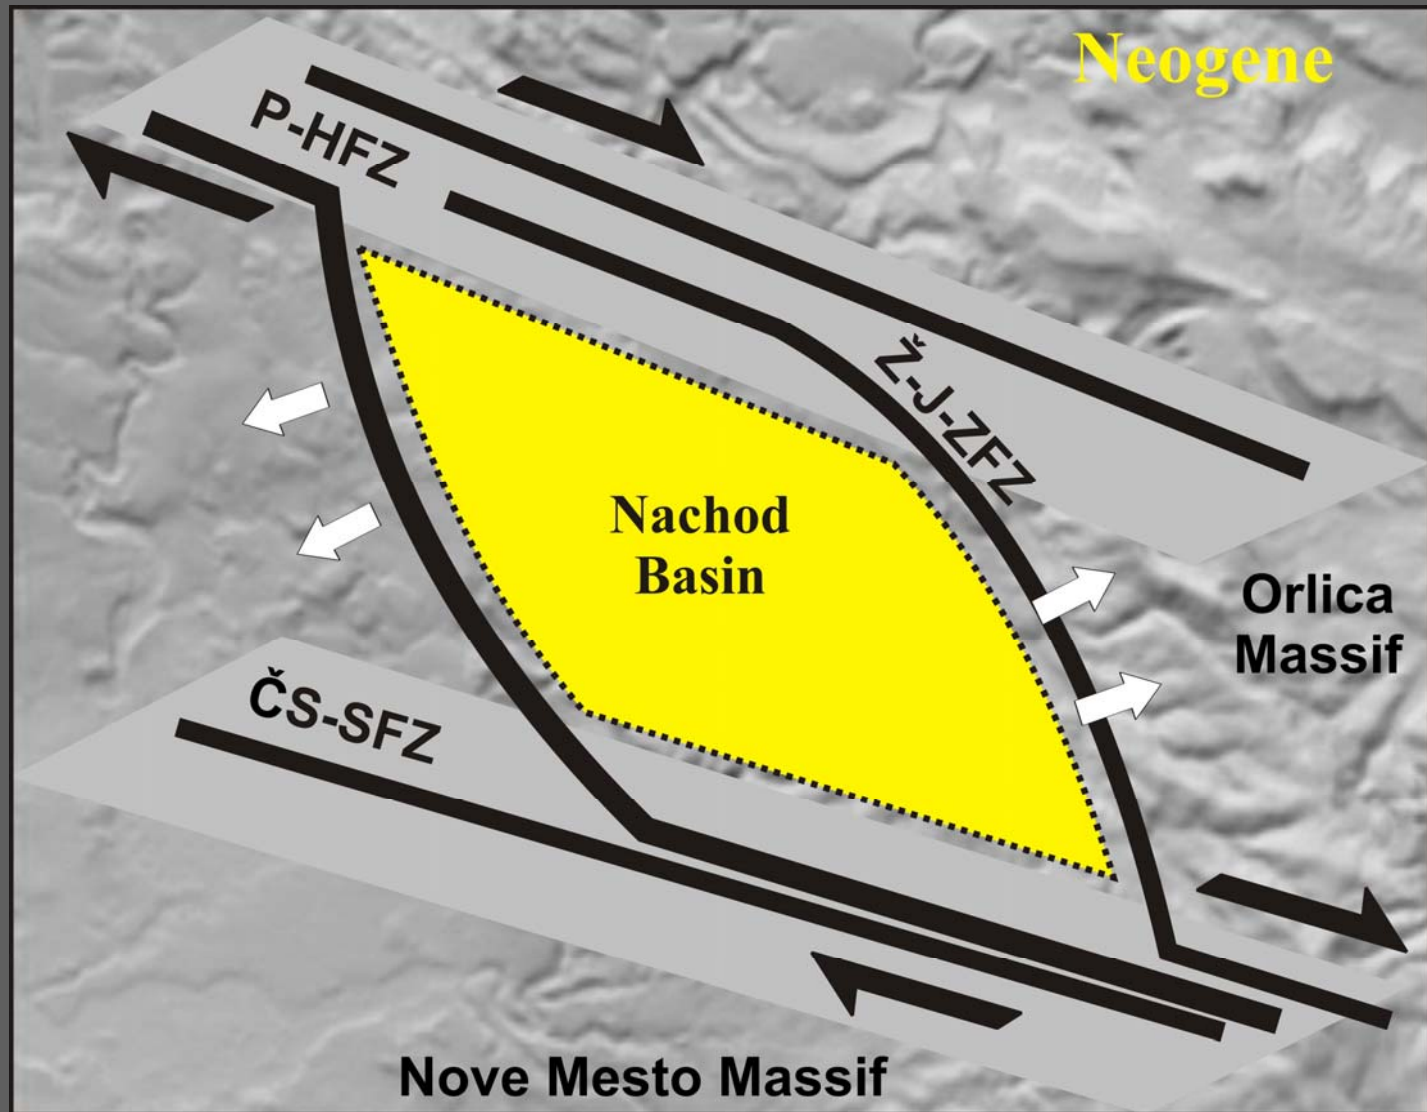 Neogene
P-HFZ
Ž-J-ZFZ
Nachod
Basin
Orlica
Massif
ČS-SFZ
Nove Mesto Massif